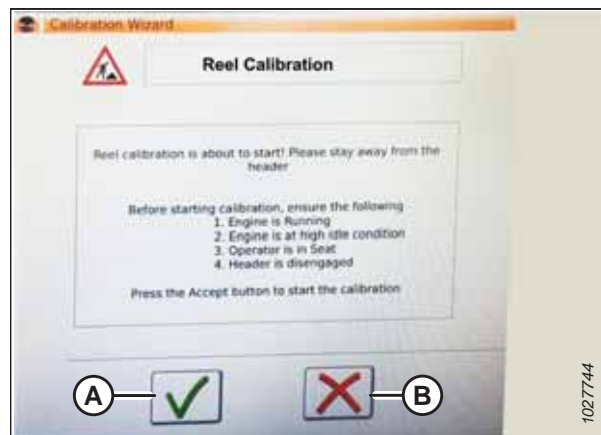 Calibration Wizard
Reel Calibration
Reel calibration is about to start! Please stay away from the
header
Before starting calibration, ensure the following
1. Engine is Running
2. Engine is at high idle condition
3. Operator is in Seat
4. Header is disengaged
Press the Accept button to start the calibration
A
B
1027744